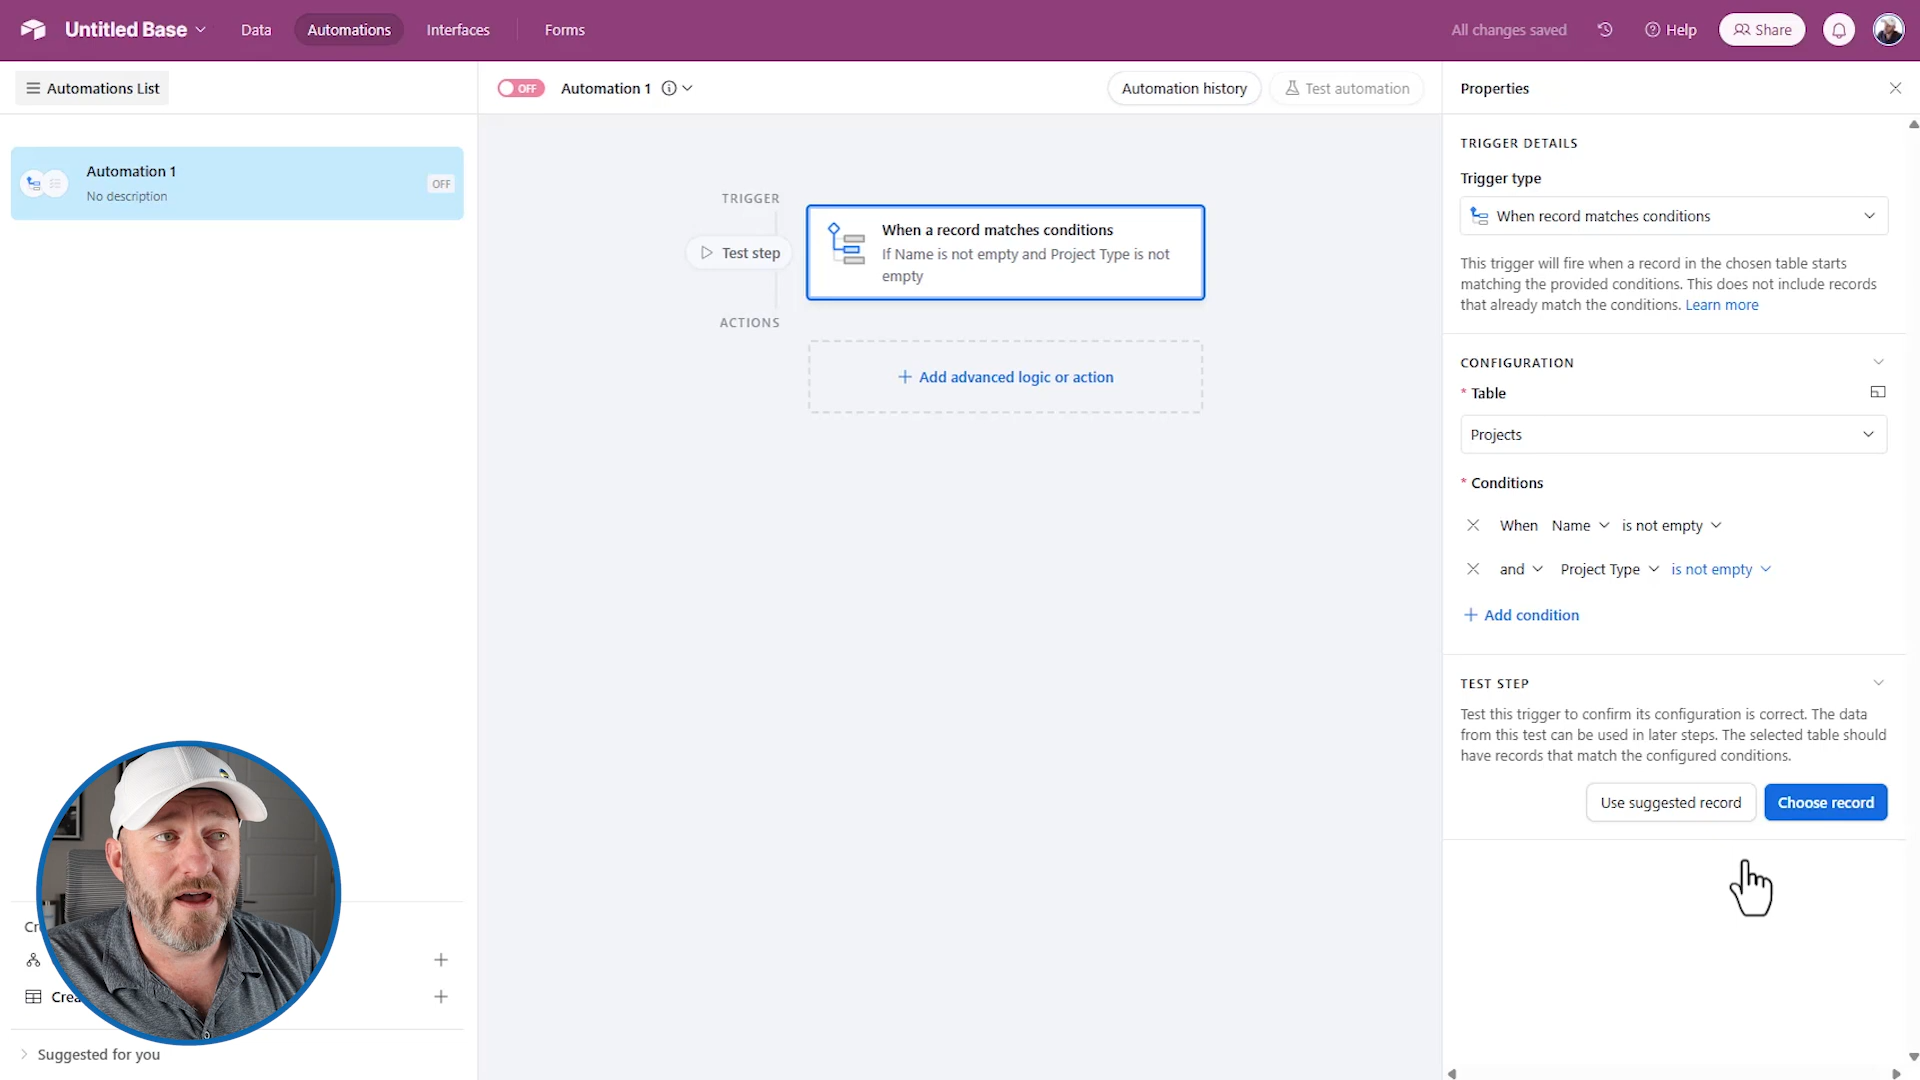 Untitled Base
Data
Automations
Interfaces
Forms
All changes saved
Help
Share
Automations List
OFF
Automation 1
Automation history
Test automation
Properties
Automation 1
No description
OFF
TRIGGER
Test step
When a record matches conditions
If Name is not empty and Project Type is not
empty
ACTIONS
+ Add advanced logic or action
TRIGGER DETAILS
Trigger type
When record matches conditions
This trigger will fire when a record in the chosen table starts
matching the provided conditions. This does not include records
that already match the conditions. Learn more
CONFIGURATION
* Table
Projects
* Conditions
When Name is not empty
and Project Type is not empty
+ Add condition
TEST STEP
Test this trigger to confirm its configuration is correct. The data
from this test can be used in later steps. The selected table should
have records that match the configured conditions.
Use suggested record
Choose record
Suggested for you